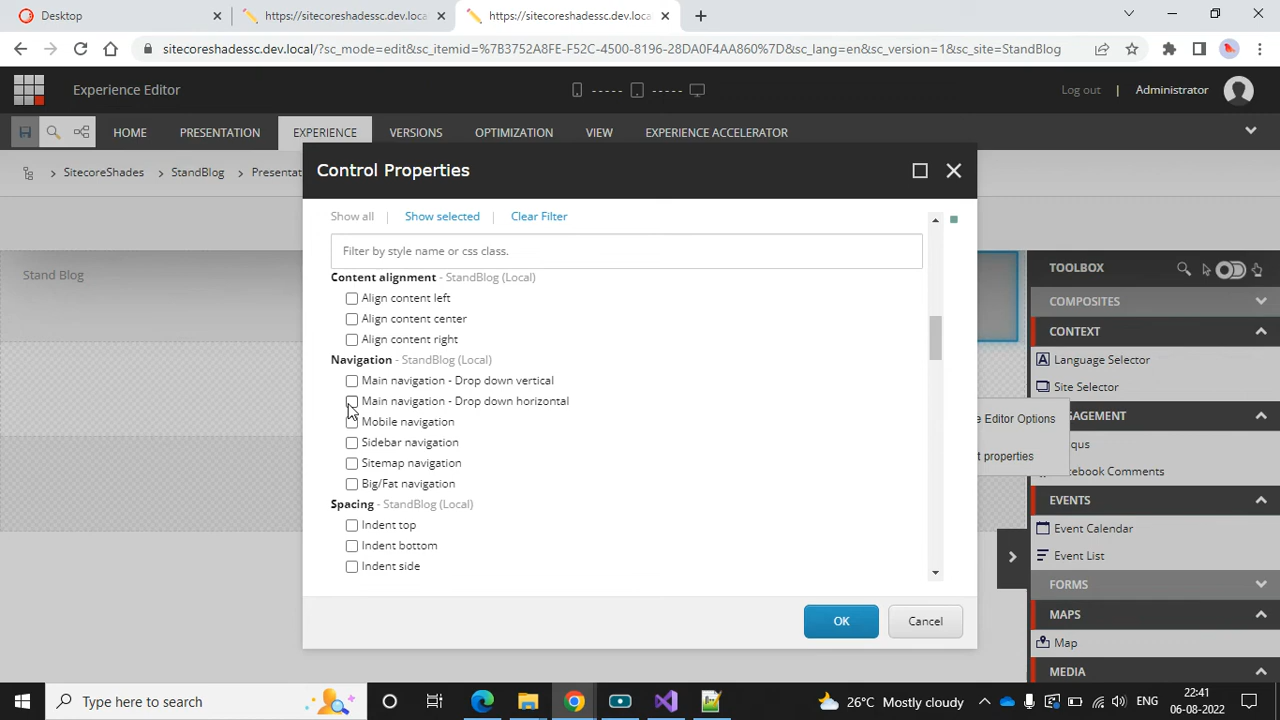 Desktop
https://sitecoreshadessc.dev.loca
https://sitecoreshadessc.dev.loca
sitecoreshadessc.dev.local/?sc_mode=edit&sc_itemid=%7B3752A8FE-F52C-4500-8196-28DA0F4AA860%7D&sc_lang=en&sc_version=1&sc_site=StandBlog
Experience Editor
Log out | Administrator
HOME PRESENTATION EXPERIENCE VERSIONS OPTIMIZATION VIEW EXPERIENCE ACCELERATOR
SitecoreShades StandBlog
Stand Blog
Control Properties
Show all | Show selected | Clear Filter
Filter by style name or css class.
Content alignment - StandBlog (Local)
Align content left
Align content center
Align content right
Navigation - StandBlog (Local)
Main navigation - Drop down vertical
Main navigation - Drop down horizontal
Mobile navigation
Sidebar navigation
Sitemap navigation
Big/Fat navigation
Spacing - StandBlog (Local)
Indent top
Indent bottom
Indent side
OK Cancel
e Editor Options
t properties
TOOLBOX
COMPOSITES
CONTEXT
Language Selector
Site Selector
EVENTS
Event Calendar
Event List
FORMS
MAPS
Map
MEDIA
Type here to search
26°C Mostly cloudy
ENG
22:41
06-08-2022